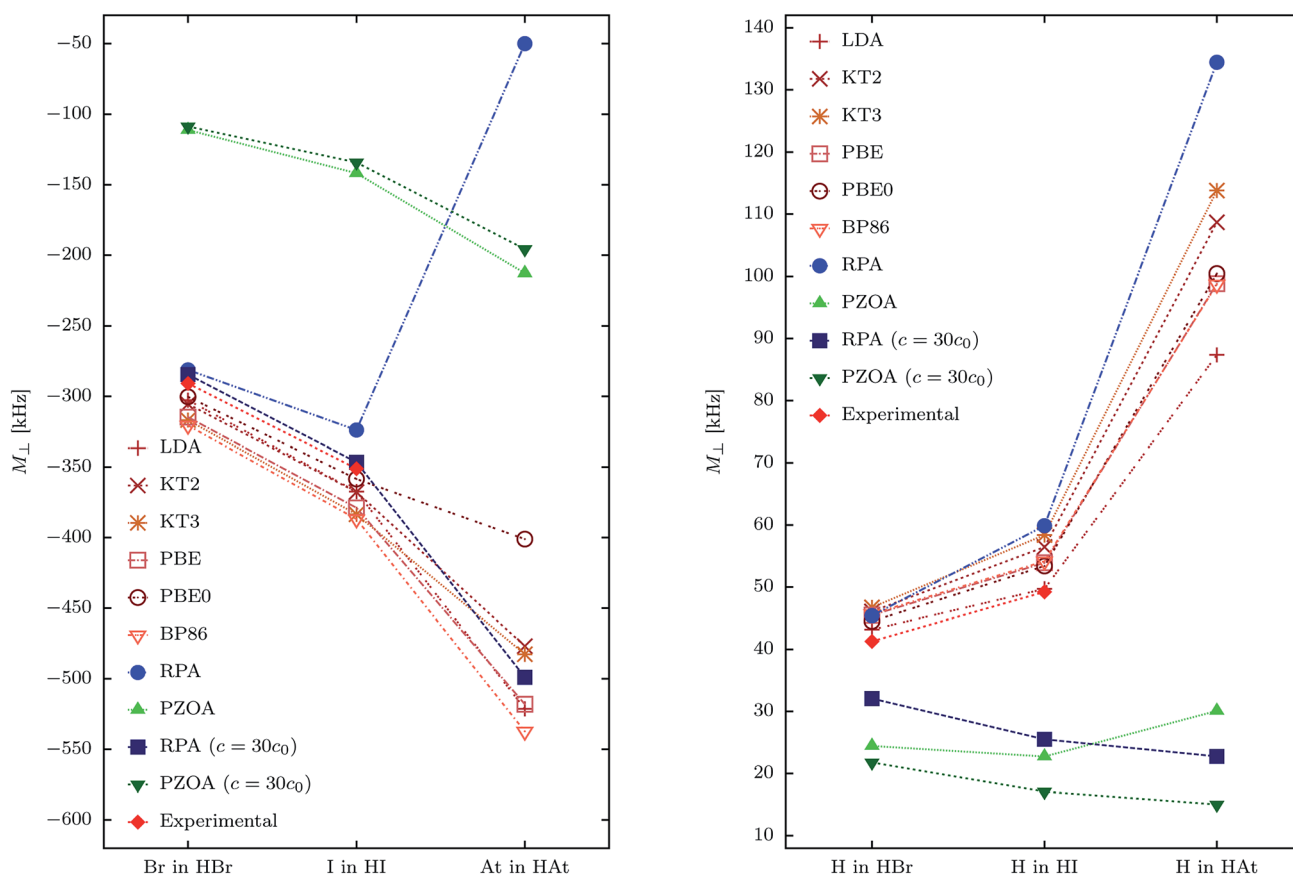 −50
−100
−150
−200
−250
−300
−350
−400
−450
−500
−550
−600
M⊥ [kHz]
LDA
KT2
KT3
PBE
PBE0
BP86
RPA
PZOA
RPA (c = 30c₀)
PZOA (c = 30c₀)
Experimental
Br in HBr
I in HI
At in HAt
140
130
120
110
100
90
80
70
60
50
40
30
20
10
M⊥ [kHz]
LDA
KT2
KT3
PBE
PBE0
BP86
RPA
PZOA
RPA (c = 30c₀)
PZOA (c = 30c₀)
Experimental
H in HBr
H in HI
H in HAt